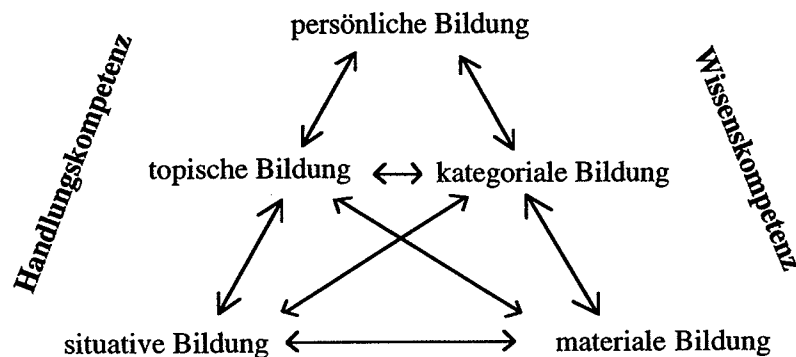 persönliche Bildung
Handlungskompetenz
Wissenskompetenz
topische Bildung
kategoriale Bildung
situative Bildung
materiale Bildung